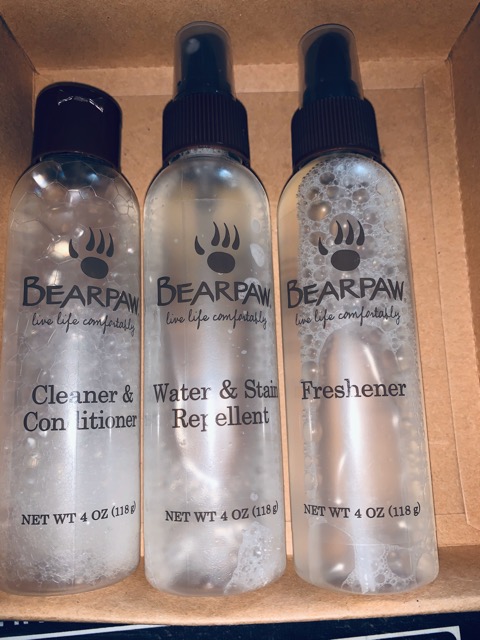 BEARPAW
live life comfortably
Cleaner &
Conditioner
NET WT 4 OZ (118 g)
BEARPAW
live life comfortably
Water & Stain
Repellent
NET WT 4 OZ (118 g)
BEARPAW
live life comfortably
Freshener
NET WT 4 OZ (118 g)